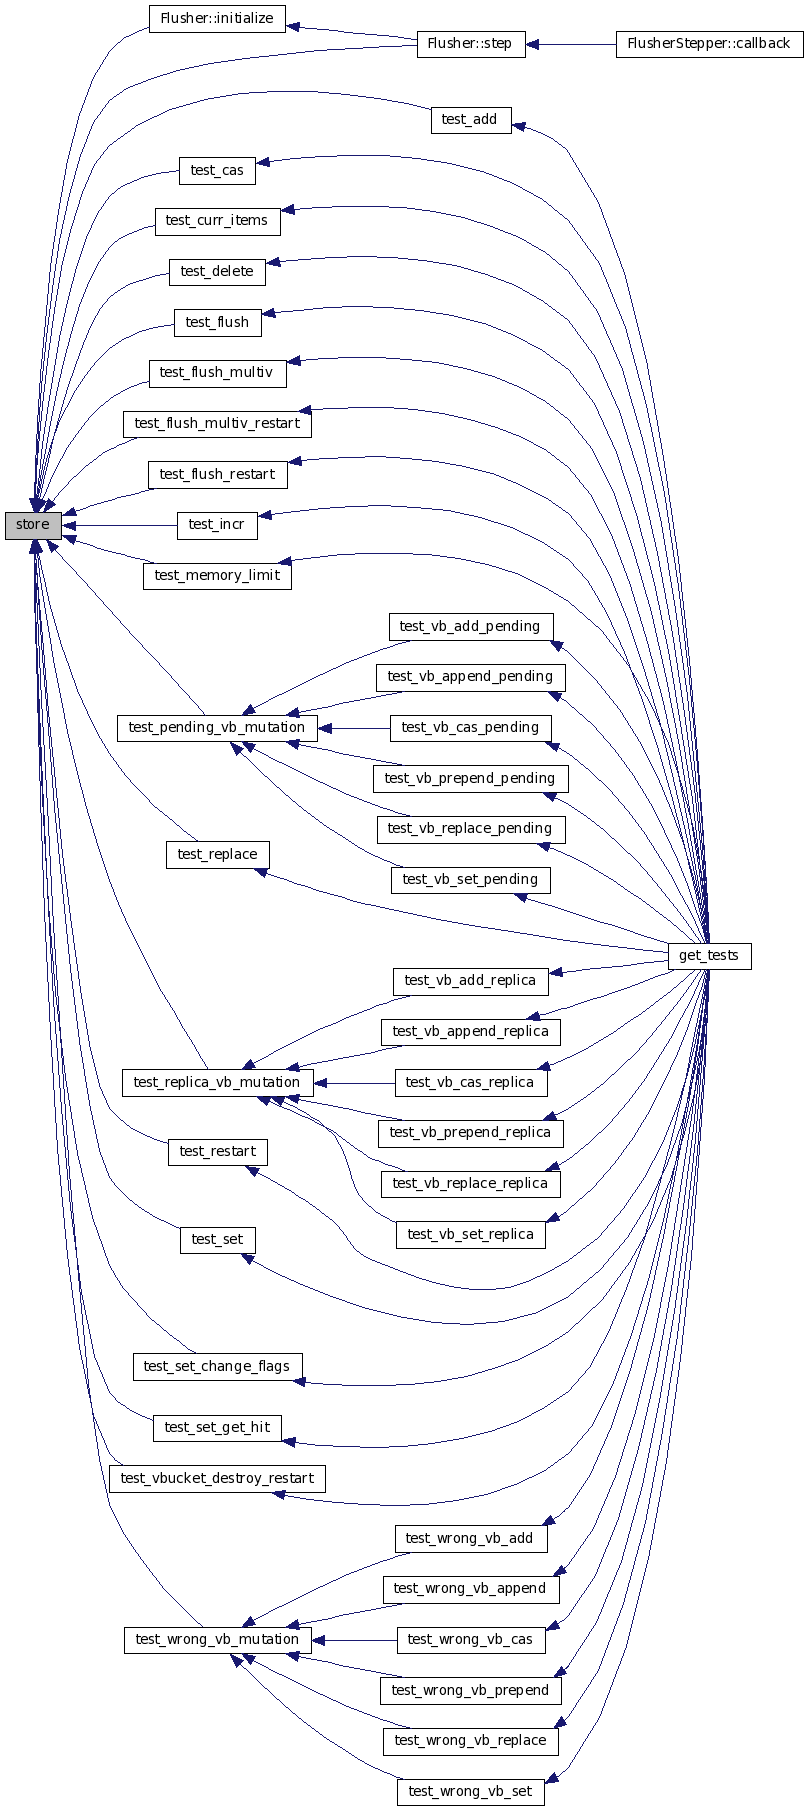 Flusher::initialize
Flusher::step
FlusherStepper::callback
test_add
test_cas
test_curr_items
test_delete
test_flush
test_flush_multiv
test_flush_multiv_restart
test_flush_restart
store
test_incr
test_memory_limit
test_vb_add_pending
test_vb_append_pending
test_pending_vb_mutation
test_vb_cas_pending
test_vb_prepend_pending
test_vb_replace_pending
test_replace
test_vb_set_pending
get_tests
test_vb_add_replica
test_vb_append_replica
test_replica_vb_mutation
test_vb_cas_replica
test_vb_prepend_replica
test_restart
test_vb_replace_replica
test_set
test_vb_set_replica
test_set_change_flags
test_set_get_hit
test_vbucket_destroy_restart
test_wrong_vb_add
test_wrong_vb_append
test_wrong_vb_mutation
test_wrong_vb_cas
test_wrong_vb_prepend
test_wrong_vb_replace
test_wrong_vb_set